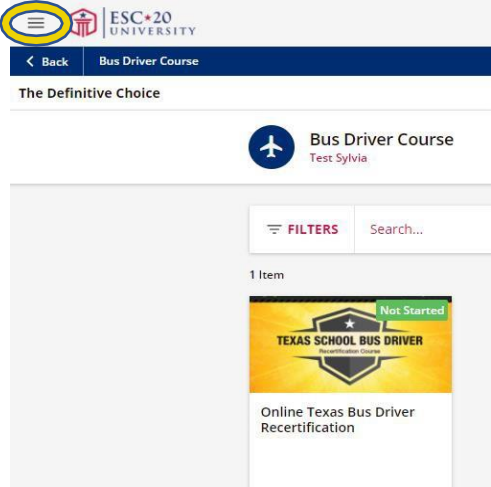 ESC★20
UNIVERSITY
Back
Bus Driver Course
The Definitive Choice
Bus Driver Course
Test Sylvia
FILTERS
Search...
1 Item
Not Started
TEXAS SCHOOL BUS DRIVER
Recertification Course
Online Texas Bus Driver
Recertification